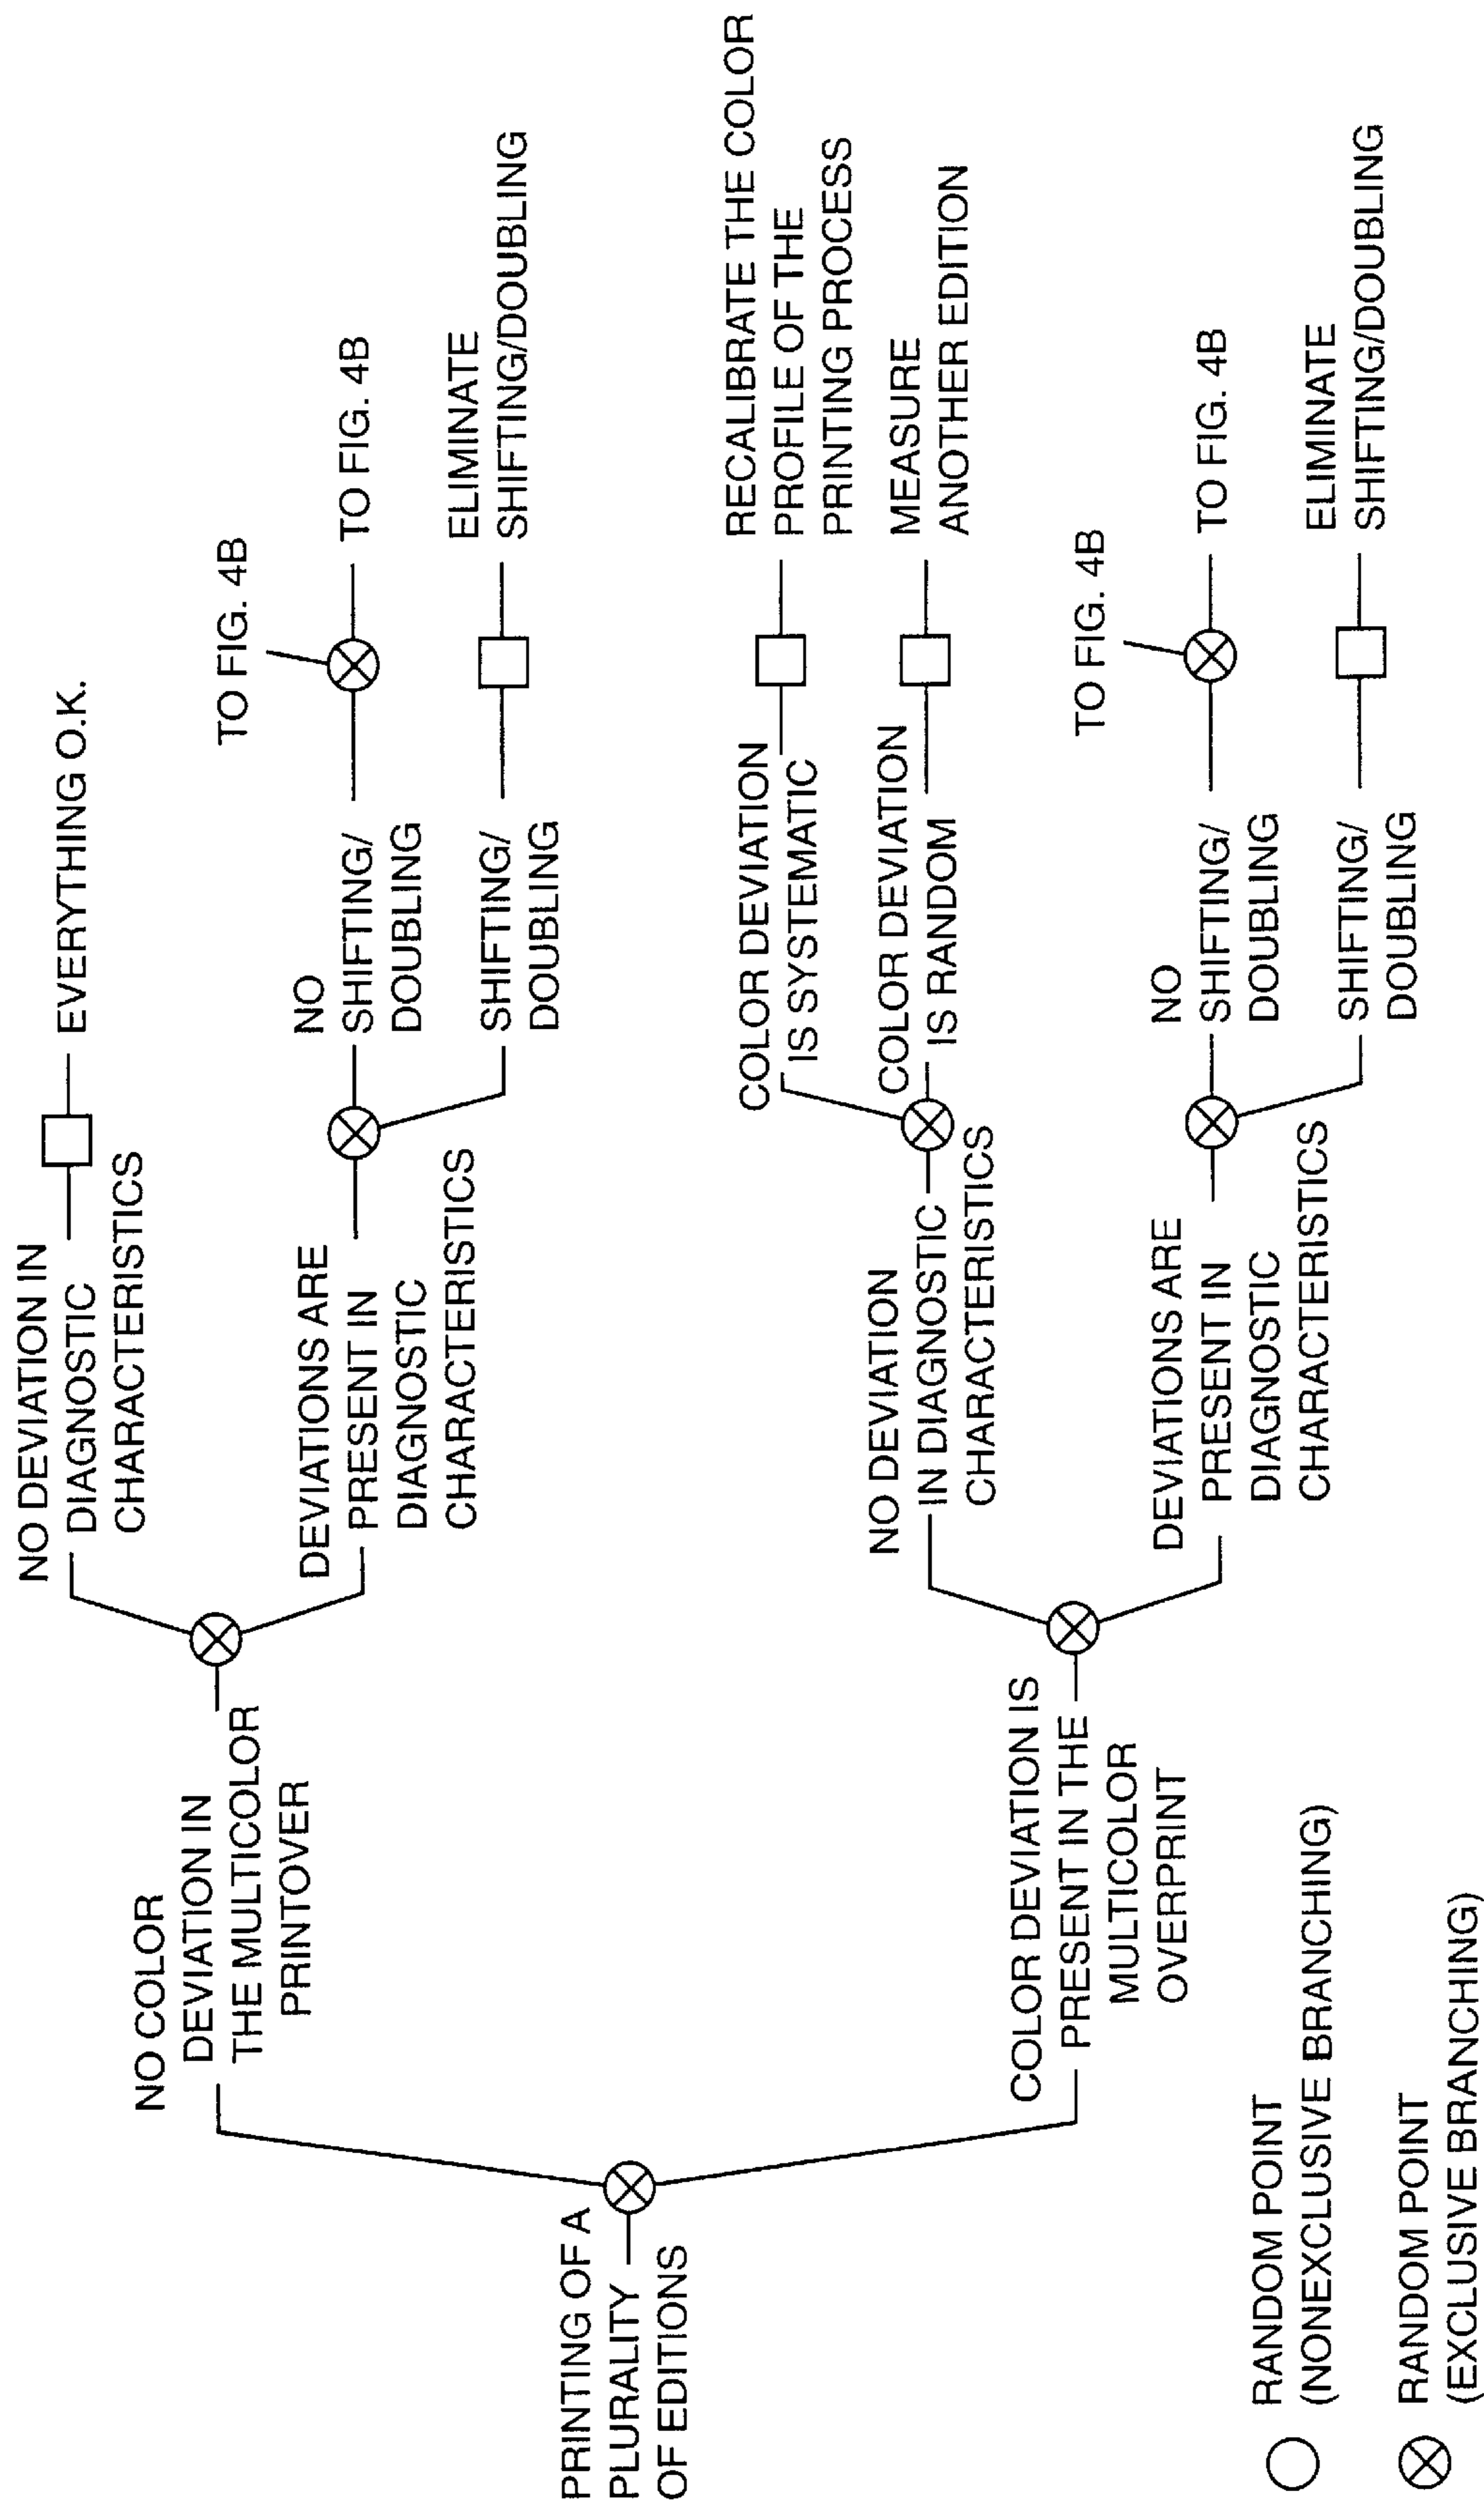 PRINTING OF A
PLURALITY
OF EDITIONS
NO COLOR
DEVIATION IN
THE MULTICOLOR
PRINTOVER
NO DEVIATION IN
DIAGNOSTIC
CHARACTERISTICS
EVERYTHING O.K.
DEVIATIONS ARE
PRESENT IN
DIAGNOSTIC
CHARACTERISTICS
NO
SHIFTING/
DOUBLING
TO FIG. 4B
TO FIG. 4B
SHIFTING/
DOUBLING
ELIMINATE
SHIFTING/DOUBLING
COLOR DEVIATION IS
PRESENT IN THE
MULTICOLOR
OVERPRINT
NO DEVIATION
IN DIAGNOSTIC
CHARACTERISTICS
COLOR DEVIATION
IS SYSTEMATIC
RECALIBRATE THE COLOR
PROFILE OF THE
PRINTING PROCESS
COLOR DEVIATION
IS RANDOM
MEASURE
ANOTHER EDITION
DEVIATIONS ARE
PRESENT IN
DIAGNOSTIC
CHARACTERISTICS
NO
SHIFTING/
DOUBLING
TO FIG. 4B
TO FIG. 4B
SHIFTING/
DOUBLING
ELIMINATE
SHIFTING/DOUBLING
RANDOM POINT
(NONEXCLUSIVE BRANCHING)
RANDOM POINT
(EXCLUSIVE BRANCHING)